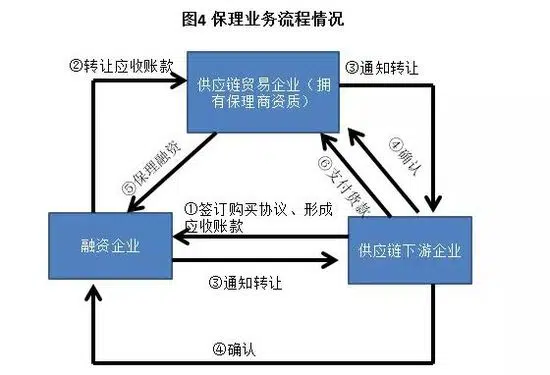 图4 保理业务流程情况
②转让应收账款
供应链贸易企业（拥
有保理商资质）
③通知转让
④确认
⑤保理融资
⑥支付货款
①签订购买协议、形成
应收账款
融资企业
供应链下游企业
③通知转让
④确认